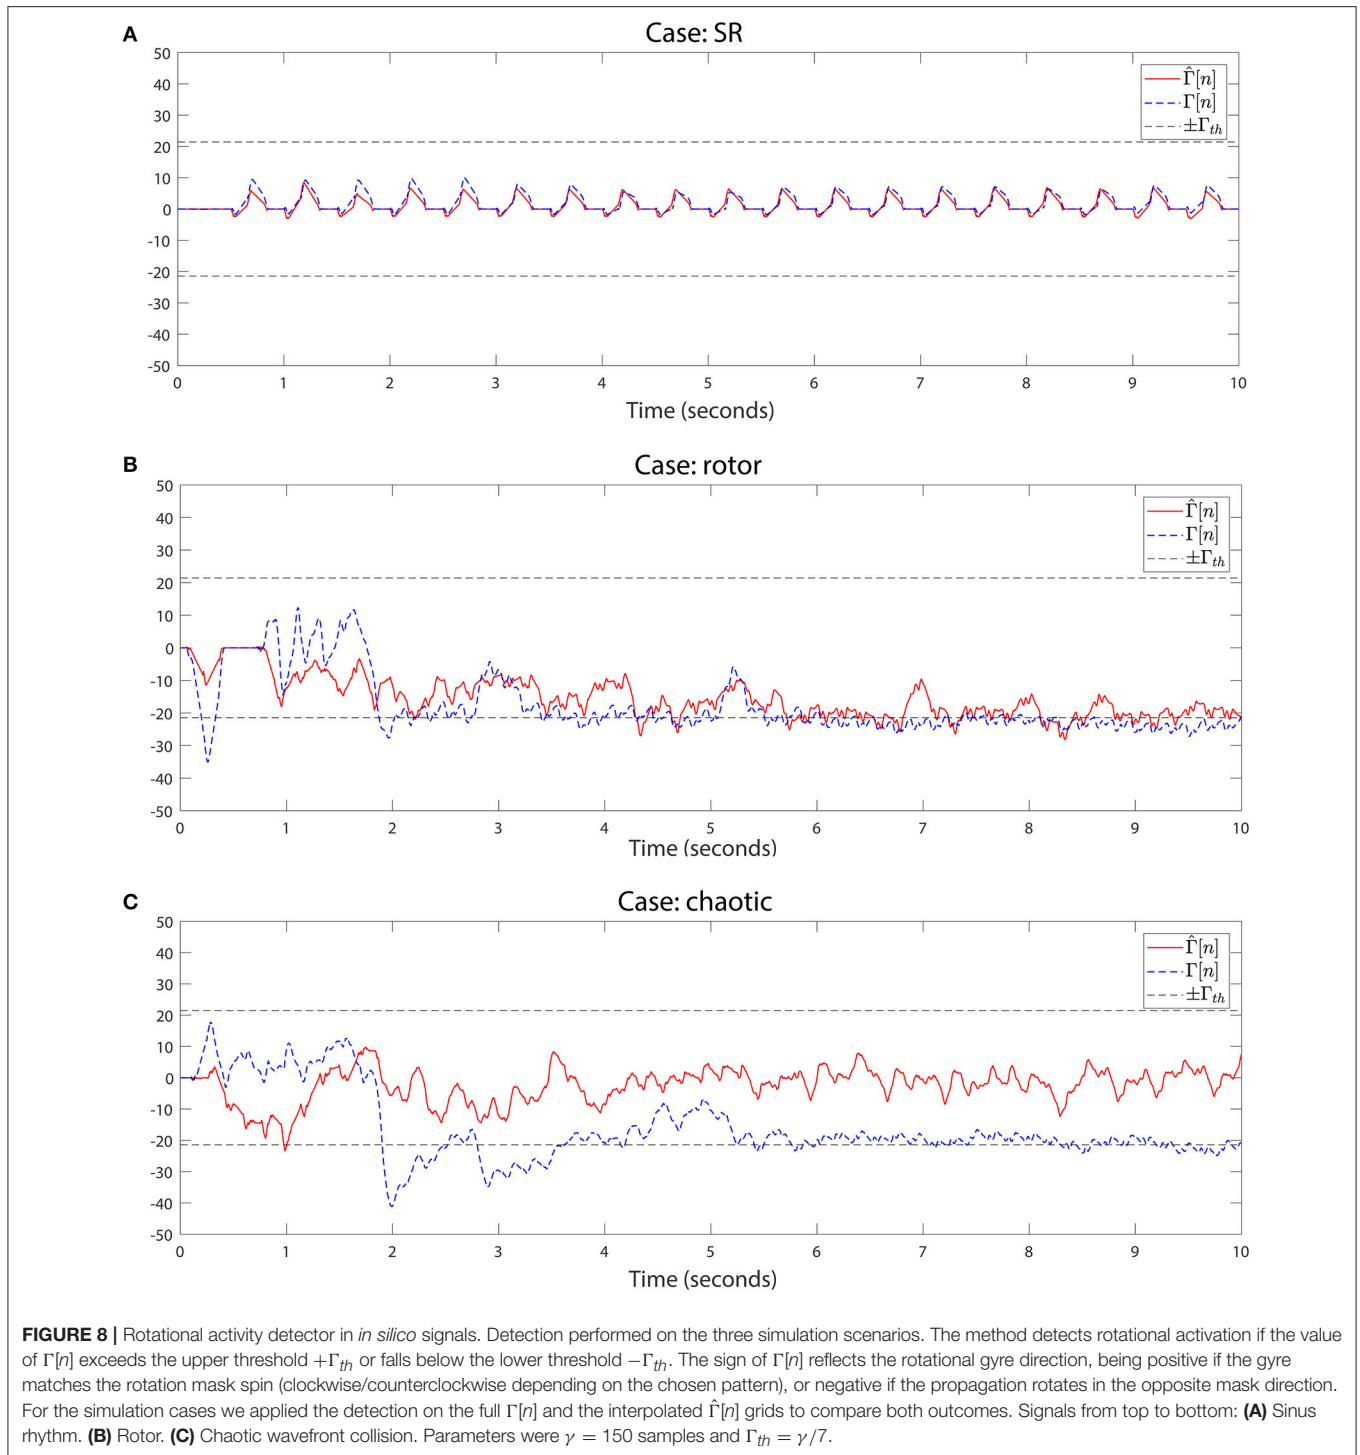 A
Case: SR
50
40
30
20
10
0
-10
-20
-30
-40
-50
Γ̂[n]
Γ[n]
±Γth
0 1 2 3 4 5 6 7 8 9 10
Time (seconds)
B
Case: rotor
50
40
30
20
10
0
-10
-20
-30
-40
-50
Γ̂[n]
Γ[n]
±Γth
0 1 2 3 4 5 6 7 8 9 10
Time (seconds)
C
Case: chaotic
50
40
30
20
10
0
-10
-20
-30
-40
-50
Γ̂[n]
Γ[n]
±Γth
0 1 2 3 4 5 6 7 8 9 10
Time (seconds)
FIGURE 8 | Rotational activity detector in in silico signals. Detection performed on the three simulation scenarios. The method detects rotational activation if the value
of Γ[n] exceeds the upper threshold +Γth or falls below the lower threshold −Γth. The sign of Γ[n] reflects the rotational gyre direction, being positive if the gyre
matches the rotation mask spin (clockwise/counterclockwise depending on the chosen pattern), or negative if the propagation rotates in the opposite mask direction.
For the simulation cases we applied the detection on the full Γ[n] and the interpolated Γ̂[n] grids to compare both outcomes. Signals from top to bottom: (A) Sinus
rhythm. (B) Rotor. (C) Chaotic wavefront collision. Parameters were γ = 150 samples and Γth = γ/7.